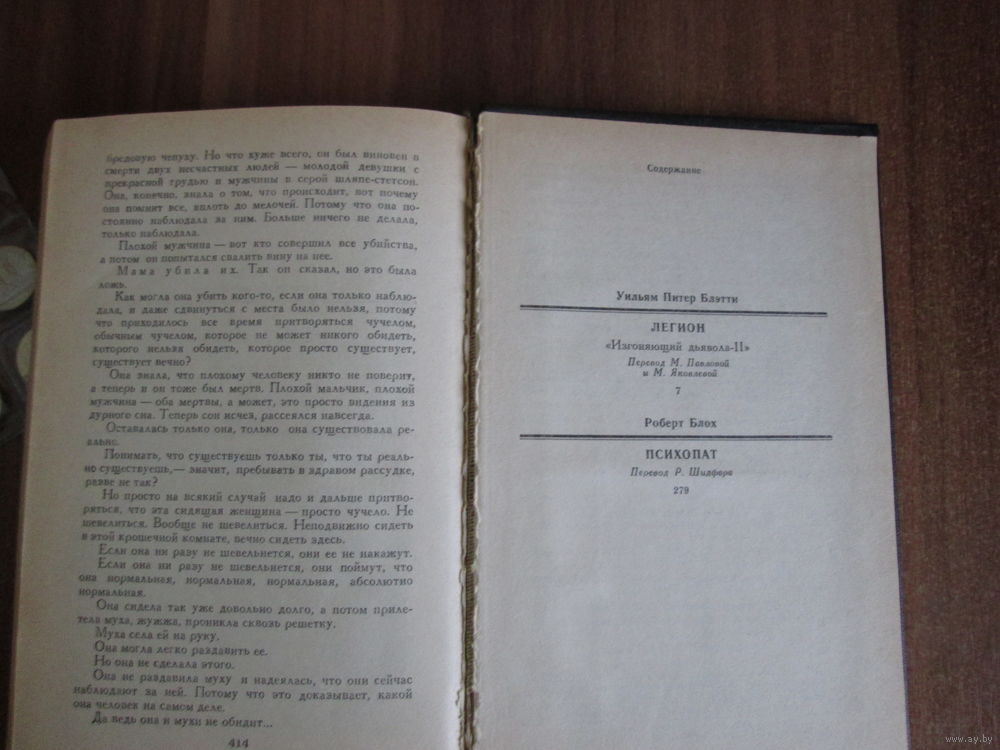 бредовую чепуху. Но что хуже всего, он был виновен в
смерти двух несчастных людей — молодой девушки с
прекрасной грудью и мужчины в серой шляпе-стетсон.
Она, конечно, знала о том, что происходит, вот почему
она помнит все, вплоть до мелочей. Потому что она по-
стоянно наблюдала за ним. Больше ничего не делала,
только наблюдала.
Плохой мужчина — вот кто совершил все убийства,
а потом он попытался свалить вину на нее.
Мама убила их. Так он сказал, но это была
ложь.
Как могла она убить кого-то, если она только наблю-
дала, и даже сдвинуться с места было нельзя, потому
что приходилось все время притворяться чучелом,
обычным чучелом, которое не может никого обидеть,
которого нельзя обидеть, которое просто существует,
существует вечно?
Она знала, что плохому человеку никто не поверит,
а теперь и он тоже был мертв. Плохой мальчик, плохой
мужчина — оба мертвы, а может, это просто видения из
дурного сна. Теперь сон исчез, рассеялся навсегда.
Оставалась только она, только она существовала ре-
ально.
Понимать, что существуешь только ты, что ты реаль-
но существуешь,— значит, пребывать в здравом рассудке,
разве не так?
Но просто на всякий случай надо и дальше притво-
ряться, что эта сидящая женщина — просто чучело. Не
шевелиться. Вообще не шевелиться. Неподвижно сидеть
в этой крошечной комнате, вечно сидеть здесь.
Если она ни разу не шевельнется, они ее не накажут.
Если она ни разу не шевельнется, они поймут, что
она нормальная, нормальная, нормальная, абсолютно
нормальная.
Она сидела так уже довольно долго, а потом приле-
тела муха, жужжа, проникла сквозь решетку.
Муха села ей на руку.
Она могла легко раздавить ее.
Но она не сделала этого.
Она не раздавила муху и надеялась, что они сейчас
наблюдают за ней. Потому что это доказывает, какой
она человек на самом деле.
Да ведь она и мухи не обидит...
414
Содержание
Уильям Питер Блэтти
ЛЕГИОН
«Изгоняющий дьявола-II»
Перевод М. Павловой
и М. Яковлевой
7
Роберт Блох
ПСИХОПАТ
Перевод Р. Шидфара
279
www.ay.by